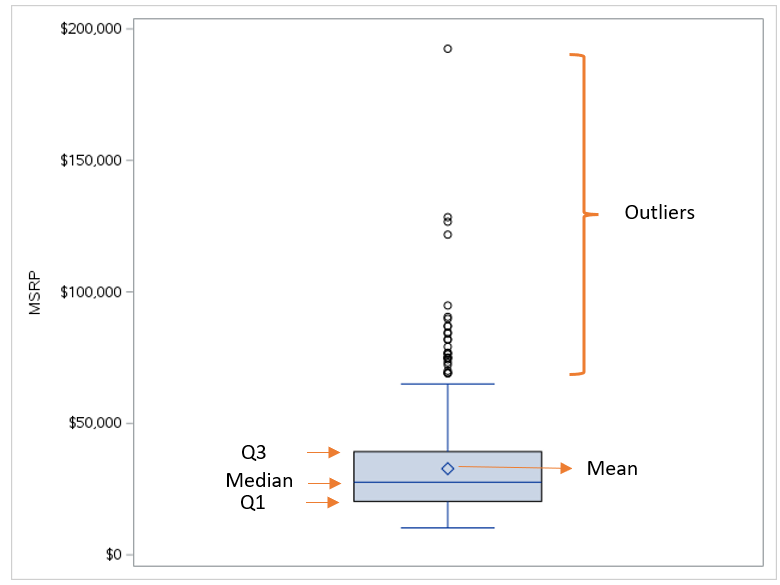 $200,000
$150,000
Outliers
$100,000
MSRP
$50,000
Q3
Mean
Median
Q1
$0